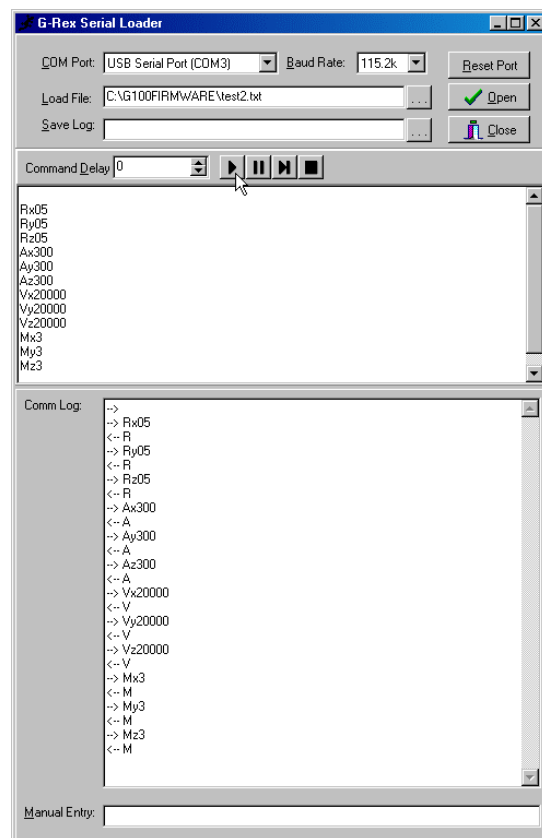 G-Rex Serial Loader
COM Port: USB Serial Port (COM3) Baud Rate: 115.2k Reset Port
Load File: C:\G100FIRMWARE\test2.txt ... Open
Save Log: ... Close
Command Delay 0
Rx05
Ry05
Rz05
Ax300
Ay300
Az300
Vx20000
Vy20000
Vz20000
Mx3
My3
Mz3
Comm Log: -->
--> Rx05
<-- R
--> Ry05
<-- R
--> Rz05
<-- R
--> Ax300
<-- A
--> Ay300
<-- A
--> Az300
<-- A
--> Vx20000
<-- V
--> Vy20000
<-- V
--> Vz20000
<-- V
--> Mx3
<-- M
--> My3
<-- M
--> Mz3
<-- M
Manual Entry: